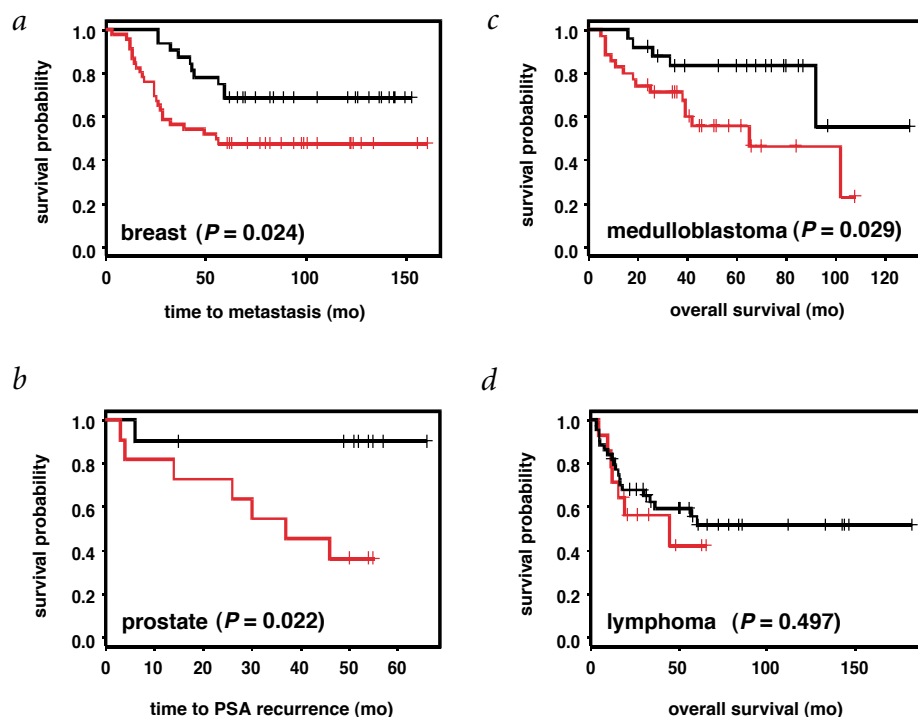 a
survival probability
1.0
0.8
0.6
0.4
0.2
0.0
breast (P = 0.024)
0 50 100 150
time to metastasis (mo)
c
survival probability
1.0
0.8
0.6
0.4
0.2
0.0
medulloblastoma (P = 0.029)
0 20 40 60 80 100 120
overall survival (mo)
b
survival probability
1.0
0.8
0.6
0.4
0.2
0.0
prostate (P = 0.022)
0 10 20 30 40 50 60
time to PSA recurrence (mo)
d
survival probability
1.0
0.8
0.6
0.4
0.2
0.0
lymphoma (P = 0.497)
0 50 100 150
overall survival (mo)